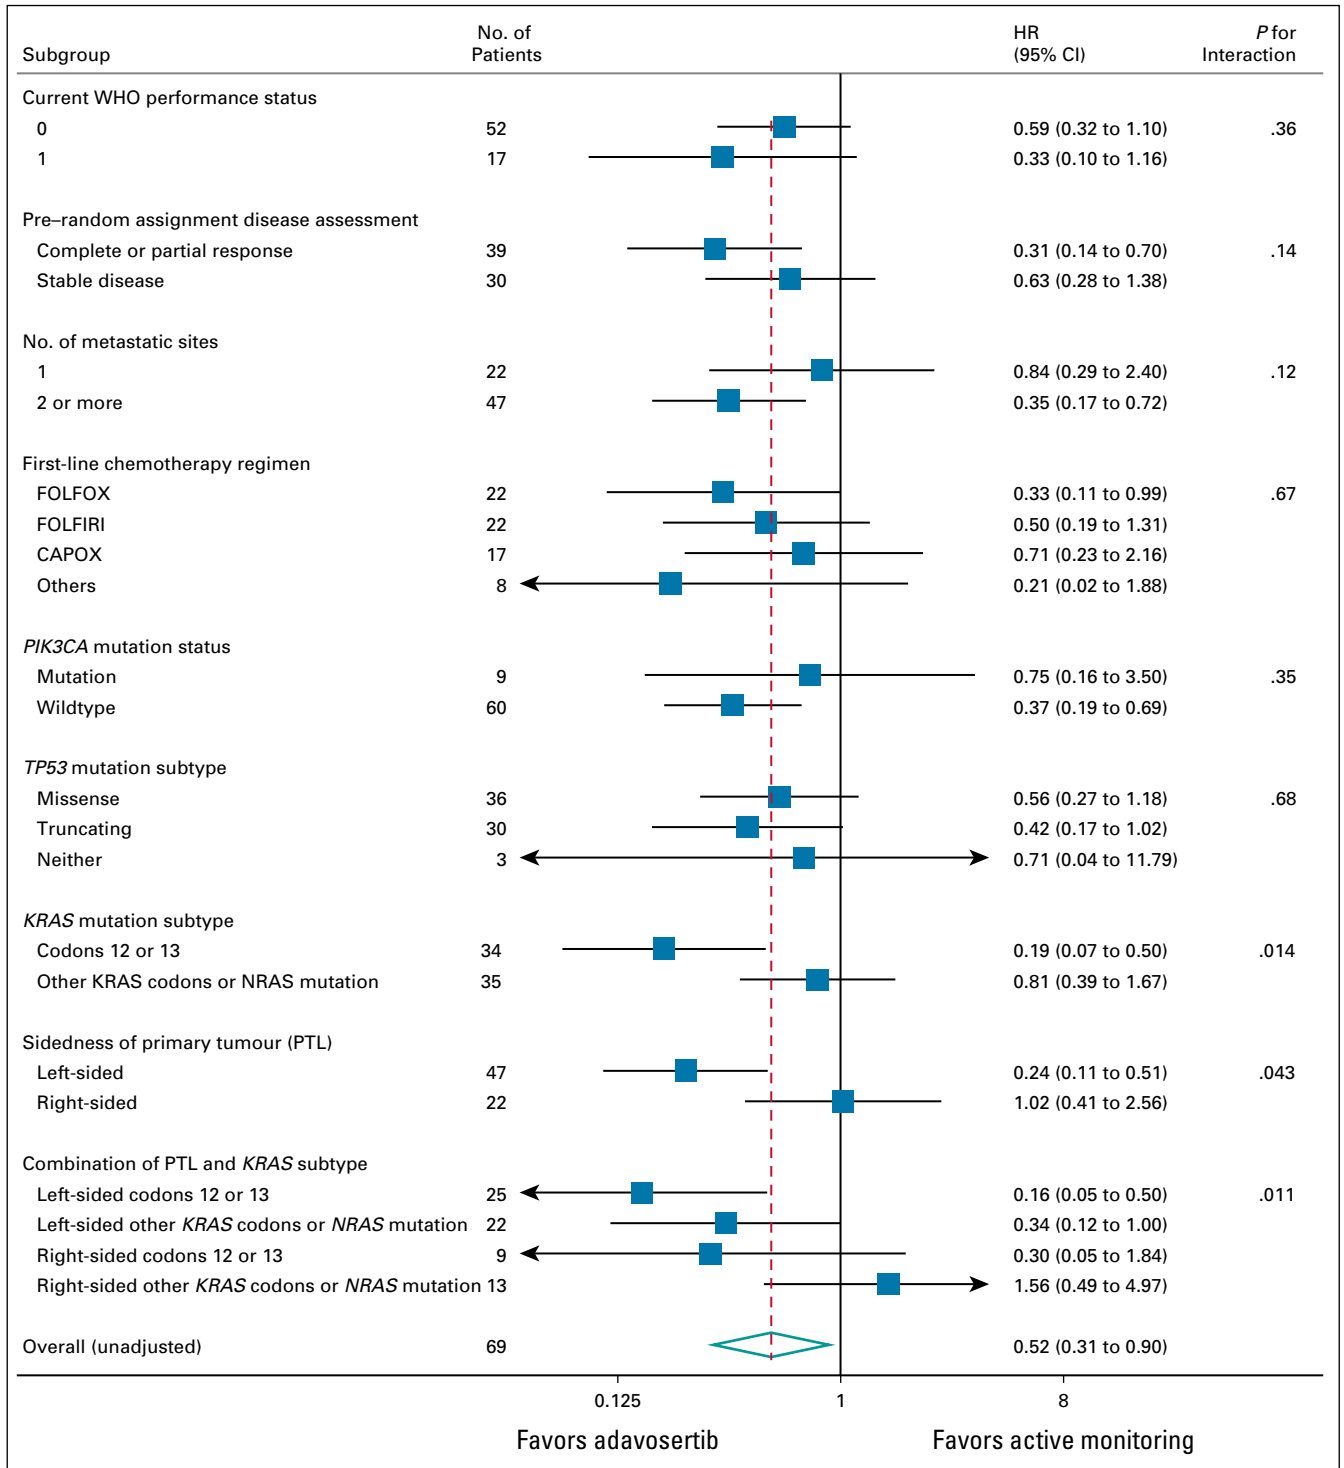 Subgroup No. of Patients HR (95% CI) P for Interaction
Current WHO performance status
0 52 0.59 (0.32 to 1.10) .36
1 17 0.33 (0.10 to 1.16)
Pre–random assignment disease assessment
Complete or partial response 39 0.31 (0.14 to 0.70) .14
Stable disease 30 0.63 (0.28 to 1.38)
No. of metastatic sites
1 22 0.84 (0.29 to 2.40) .12
2 or more 47 0.35 (0.17 to 0.72)
First-line chemotherapy regimen
FOLFOX 22 0.33 (0.11 to 0.99) .67
FOLFIRI 22 0.50 (0.19 to 1.31)
CAPOX 17 0.71 (0.23 to 2.16)
Others 8 0.21 (0.02 to 1.88)
PIK3CA mutation status
Mutation 9 0.75 (0.16 to 3.50) .35
Wildtype 60 0.37 (0.19 to 0.69)
TP53 mutation subtype
Missense 36 0.56 (0.27 to 1.18) .68
Truncating 30 0.42 (0.17 to 1.02)
Neither 3 0.71 (0.04 to 11.79)
KRAS mutation subtype
Codons 12 or 13 34 0.19 (0.07 to 0.50) .014
Other KRAS codons or NRAS mutation 35 0.81 (0.39 to 1.67)
Sidedness of primary tumour (PTL)
Left-sided 47 0.24 (0.11 to 0.51) .043
Right-sided 22 1.02 (0.41 to 2.56)
Combination of PTL and KRAS subtype
Left-sided codons 12 or 13 25 0.16 (0.05 to 0.50) .011
Left-sided other KRAS codons or NRAS mutation 22 0.34 (0.12 to 1.00)
Right-sided codons 12 or 13 9 0.30 (0.05 to 1.84)
Right-sided other KRAS codons or NRAS mutation 13 1.56 (0.49 to 4.97)
Overall (unadjusted) 69 0.52 (0.31 to 0.90)
0.125 1 8
Favors adavosertib Favors active monitoring